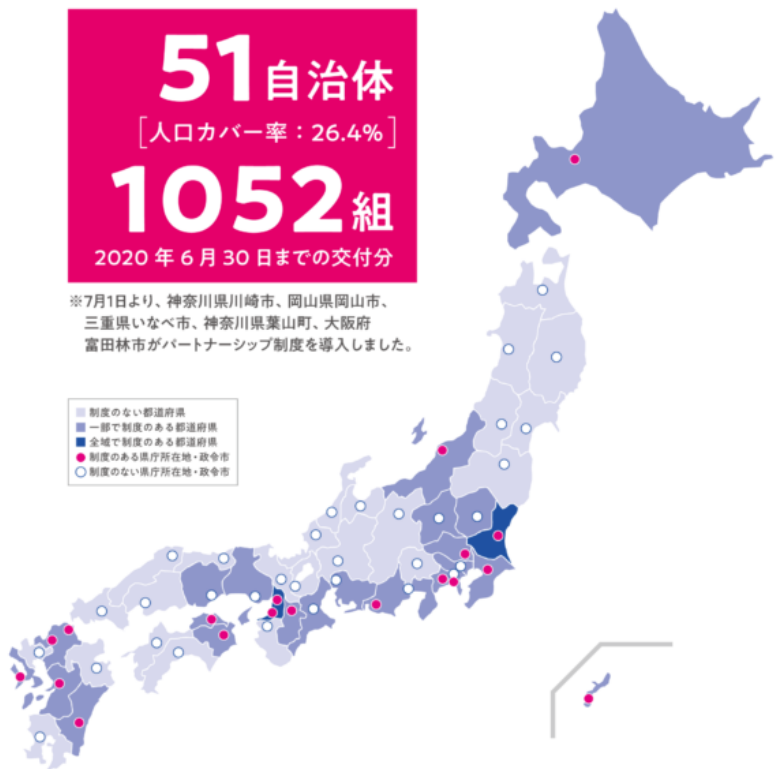 51自治体
[人口カバー率：26.4%]
1052組
2020年6月30日までの交付分
※7月1日より、神奈川県川崎市、岡山県岡山市、
三重県いなべ市、神奈川県葉山町、大阪府
富田林市がパートナーシップ制度を導入しました。
制度のない都道府県
一部で制度のある都道府県
全域で制度のある都道府県
制度のある県庁所在地・政令市
制度のない県庁所在地・政令市